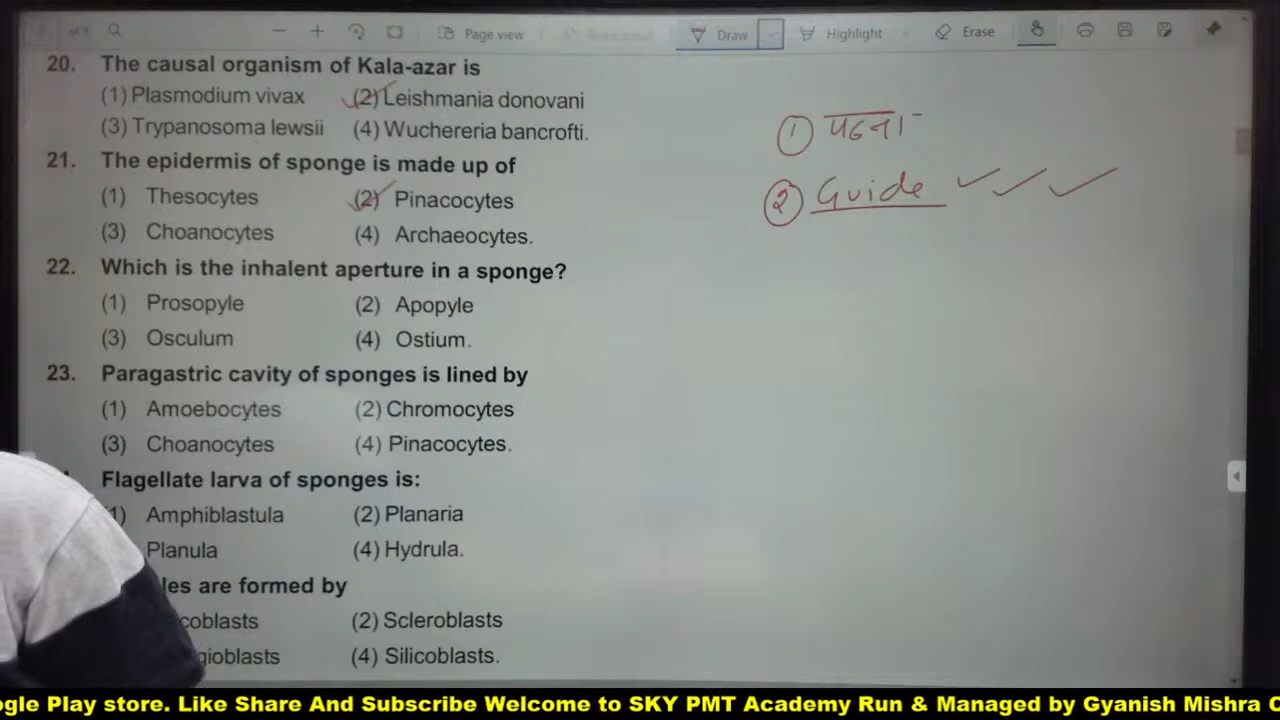 Page view
Draw
Highlight
Erase
20. The causal organism of Kala-azar is
(1) Plasmodium vivax (2) Leishmania donovani
(3) Trypanosoma lewsii (4) Wuchereria bancrofti.
21. The epidermis of sponge is made up of
(1) Thesocytes (2) Pinacocytes
(3) Choanocytes (4) Archaeocytes.
22. Which is the inhalent aperture in a sponge?
(1) Prosopyle (2) Apopyle
(3) Osculum (4) Ostium.
23. Paragastric cavity of sponges is lined by
(1) Amoebocytes (2) Chromocytes
(3) Choanocytes (4) Pinacocytes.
Flagellate larva of sponges is:
1) Amphiblastula (2) Planaria
Planula (4) Hydrula.
les are formed by
coblasts (2) Scleroblasts
gioblasts (4) Silicoblasts.
① पढना
② Guide ✓ ✓ ✓
ogle Play store. Like Share And Subscribe Welcome to SKY PMT Academy Run & Managed by Gyanish Mishra